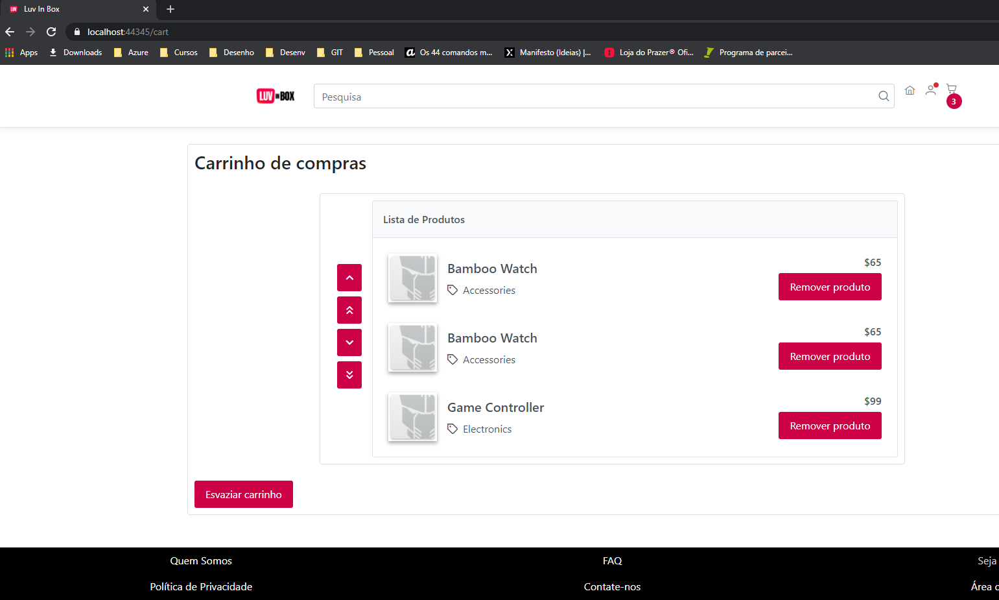 Luv In Box
localhost:44345/cart
Apps Downloads Azure Cursos Desenho Desenv GIT Pessoal Os 44 comandos m... Manifesto (Ideias) |... Loja do Prazer® Ofi... Programa de parcei...
LUV IN BOX
Pesquisa
3
Carrinho de compras
Lista de Produtos
Bamboo Watch
$65
Accessories
Remover produto
Bamboo Watch
$65
Accessories
Remover produto
Game Controller
$99
Electronics
Remover produto
Esvaziar carrinho
Quem Somos FAQ Seja
Política de Privacidade Contate-nos Área